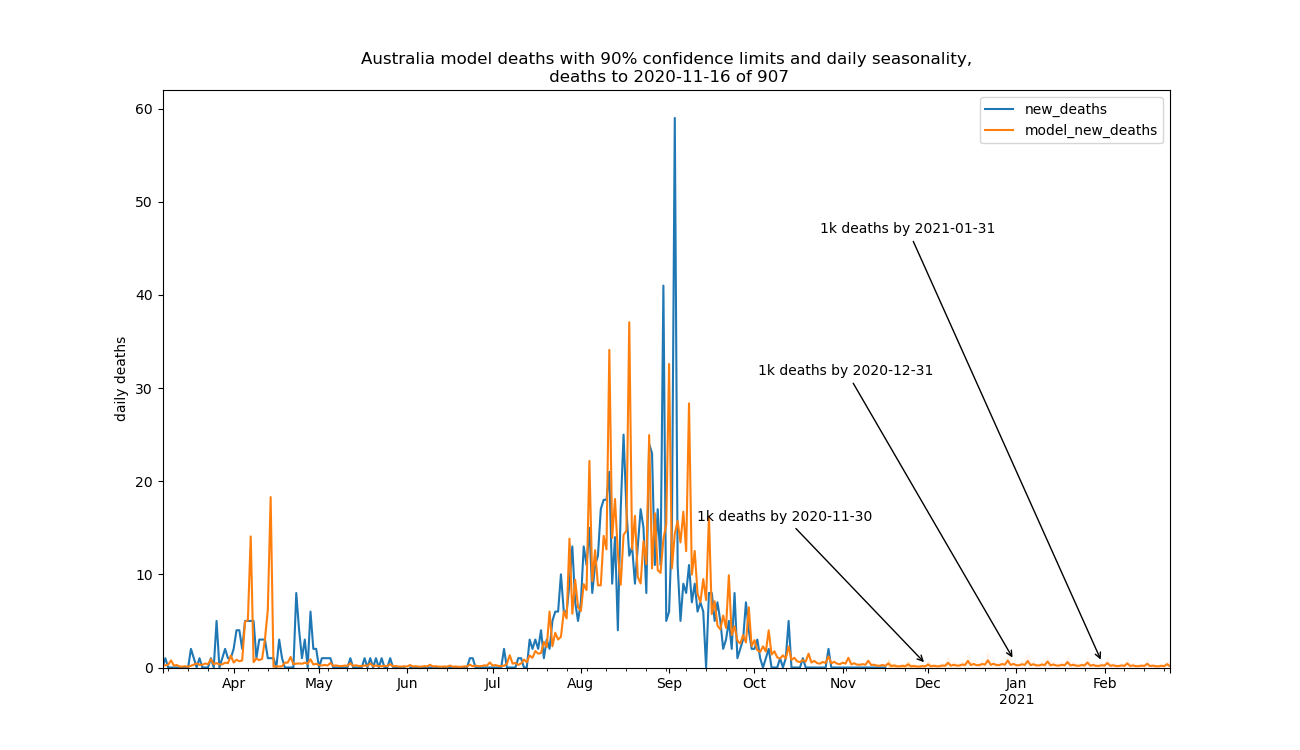 Australia model deaths with 90% confidence limits and daily seasonality,
deaths to 2020-11-16 of 907
new_deaths
model_new_deaths
daily deaths
60
50
40
30
20
10
0
1k deaths by 2021-01-31
1k deaths by 2020-12-31
1k deaths by 2020-11-30
Apr May Jun Jul Aug Sep Oct Nov Dec Jan Feb
2021